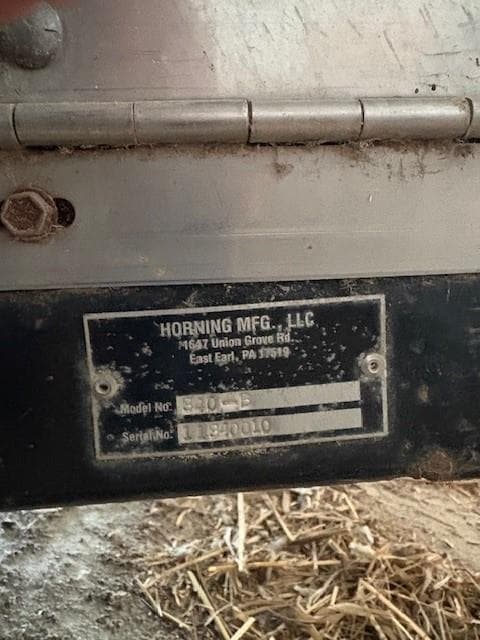 HORNING MFG., LLC
1647 Union Grove Rd.
East Earl, PA 17519
Model No.
Serial No. 11840010